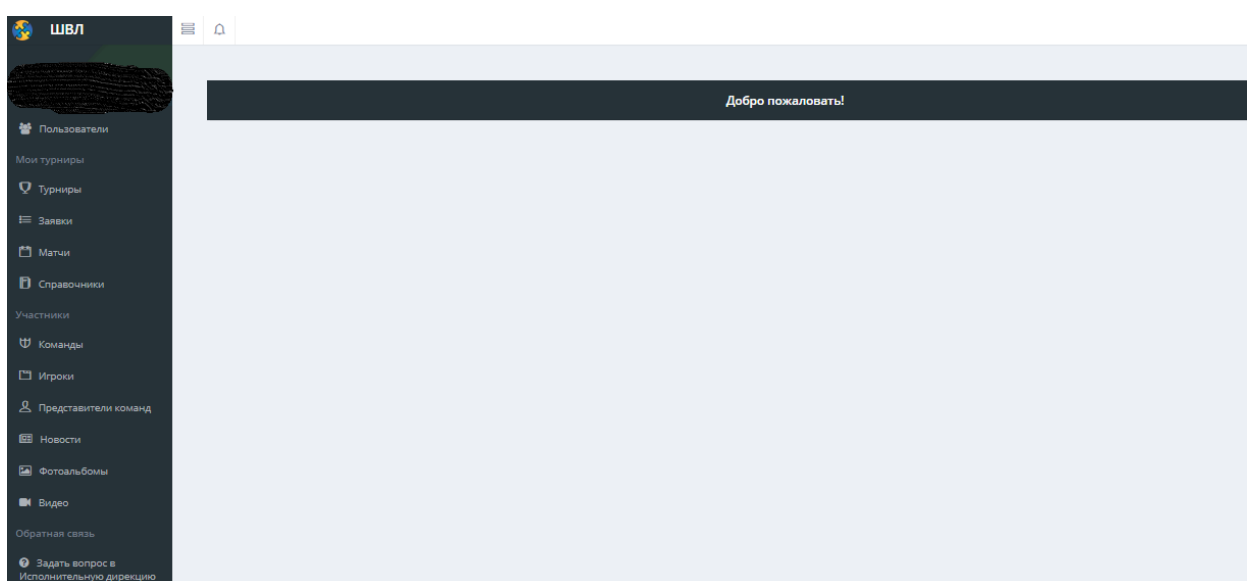 ШВЛ
Добро пожаловать!
Пользователи
Мои турниры
Турниры
Заявки
Матчи
Справочники
Участники
Команды
Игроки
Представители команд
Новости
Фотоальбомы
Видео
Обратная связь
Задать вопрос в
Исполнительную дирекцию